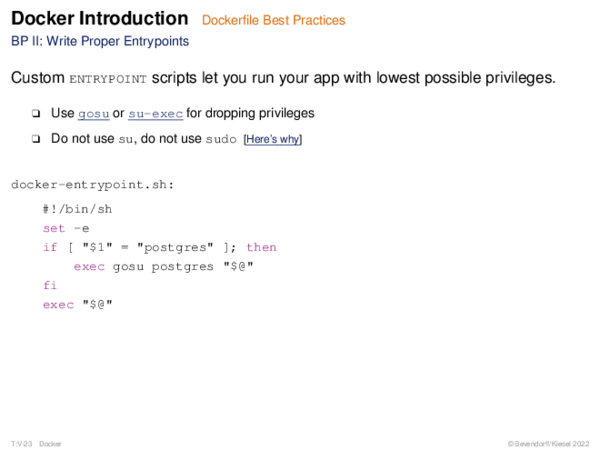 Docker Introduction Dockerfile Best Practices
BP II: Write Proper Entrypoints
Custom ENTRYPOINT scripts let you run your app with lowest possible privileges.
❑ Use gosu or su-exec for dropping privileges
❑ Do not use su, do not use sudo [Here's why]
docker-entrypoint.sh:
#!/bin/sh
set -e
if [ "$1" = "postgres" ]; then
    exec gosu postgres "$@"
fi
exec "$@"
T:V-23 Docker © Bevendorff/Kiesel 2022